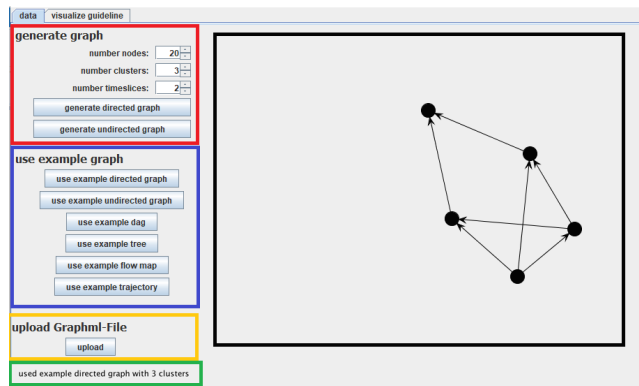 data visualize guideline
generate graph
number nodes: 20
number clusters: 3
number timeslices: 2
generate directed graph
generate undirected graph
use example graph
use example directed graph
use example undirected graph
use example dag
use example tree
use example flow map
use example trajectory
upload Graphml-File
upload
used example directed graph with 3 clusters